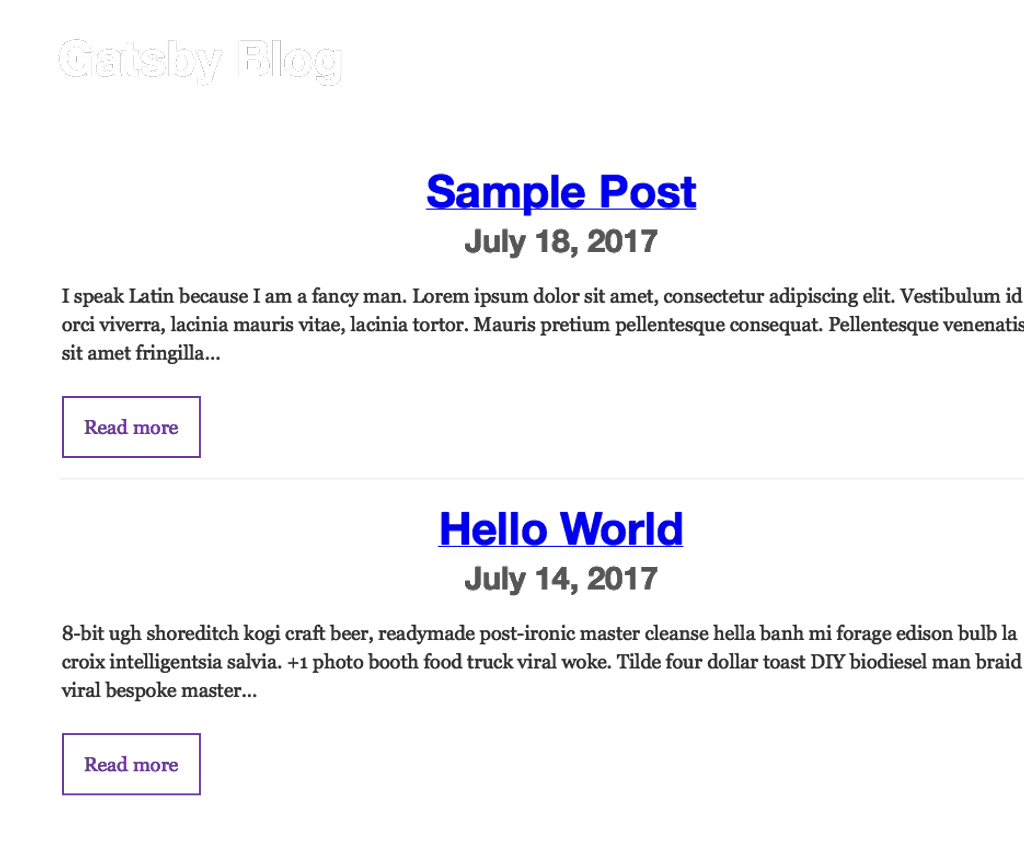 Gatsby Blog
Sample Post
July 18, 2017
I speak Latin because I am a fancy man. Lorem ipsum dolor sit amet, consectetur adipiscing elit. Vestibulum id
orci viverra, lacinia mauris vitae, lacinia tortor. Mauris pretium pellentesque consequat. Pellentesque venenatis
sit amet fringilla...
Read more
Hello World
July 14, 2017
8-bit ugh shoreditch kogi craft beer, readymade post-ironic master cleanse hella banh mi forage edison bulb la
croix intelligentsia salvia. +1 photo booth food truck viral woke. Tilde four dollar toast DIY biodiesel man braid
viral bespoke master...
Read more